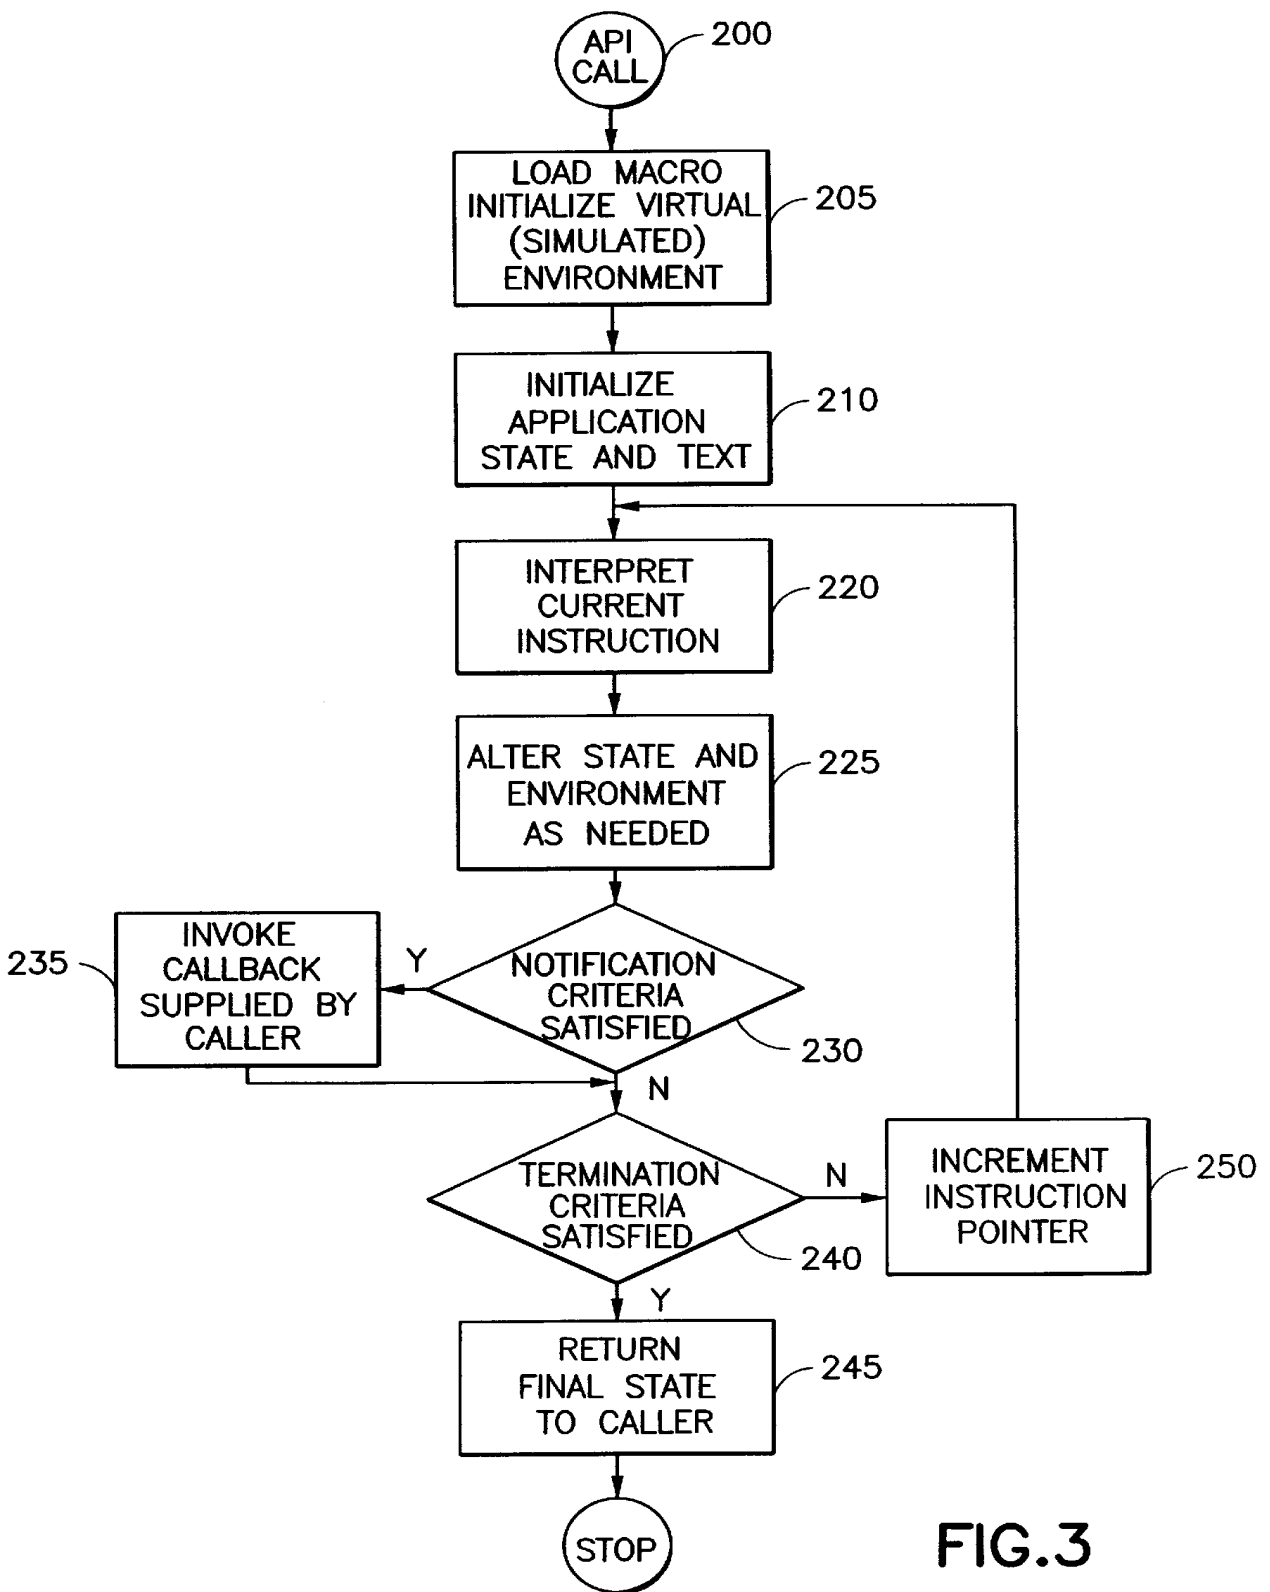 API
CALL
200
LOAD MACRO
INITIALIZE VIRTUAL
(SIMULATED)
ENVIRONMENT
205
INITIALIZE
APPLICATION
STATE AND TEXT
210
INTERPRET
CURRENT
INSTRUCTION
220
ALTER STATE AND
ENVIRONMENT
AS NEEDED
225
235
INVOKE
CALLBACK
SUPPLIED BY
CALLER
Y
NOTIFICATION
CRITERIA
SATISFIED
230
N
TERMINATION
CRITERIA
SATISFIED
240
N
INCREMENT
INSTRUCTION
POINTER
250
Y
RETURN
FINAL STATE
TO CALLER
245
STOP
FIG.3